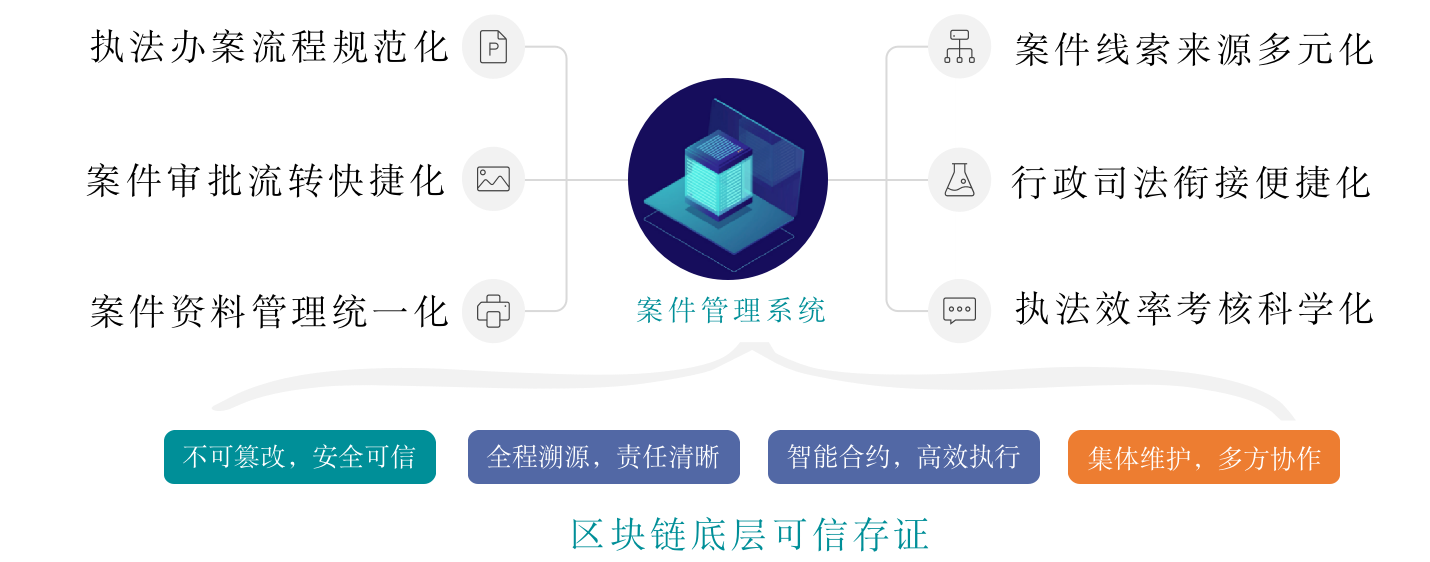 执法办案流程规范化
P
案件线索来源多元化
案件审批流转快捷化
行政司法衔接便捷化
案件资料管理统一化
案件管理系统
执法效率考核科学化
不可篡改，安全可信
全程溯源，责任清晰
智能合约，高效执行
集体维护，多方协作
区块链底层可信存证